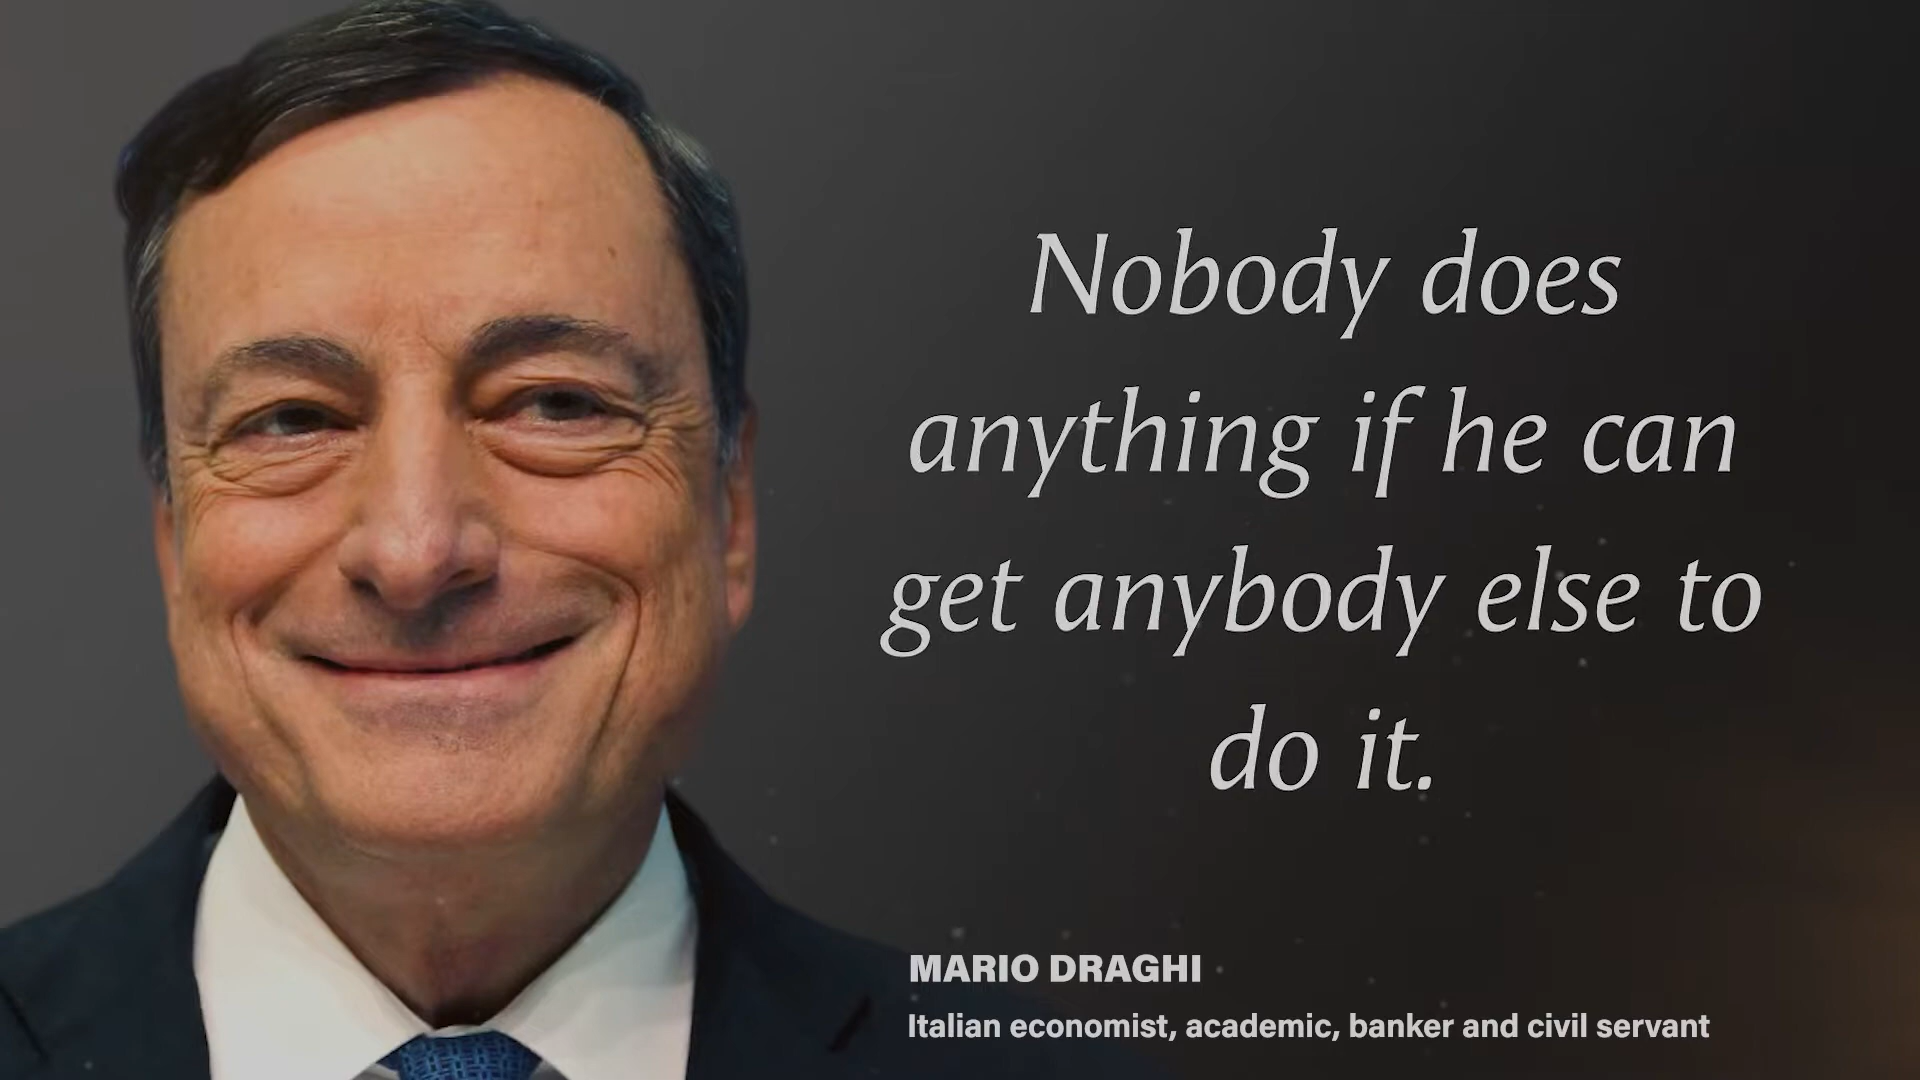 Nobody does
anything if he can
get anybody else to
do it.
MARIO DRAGHI
Italian economist, academic, banker and civil servant